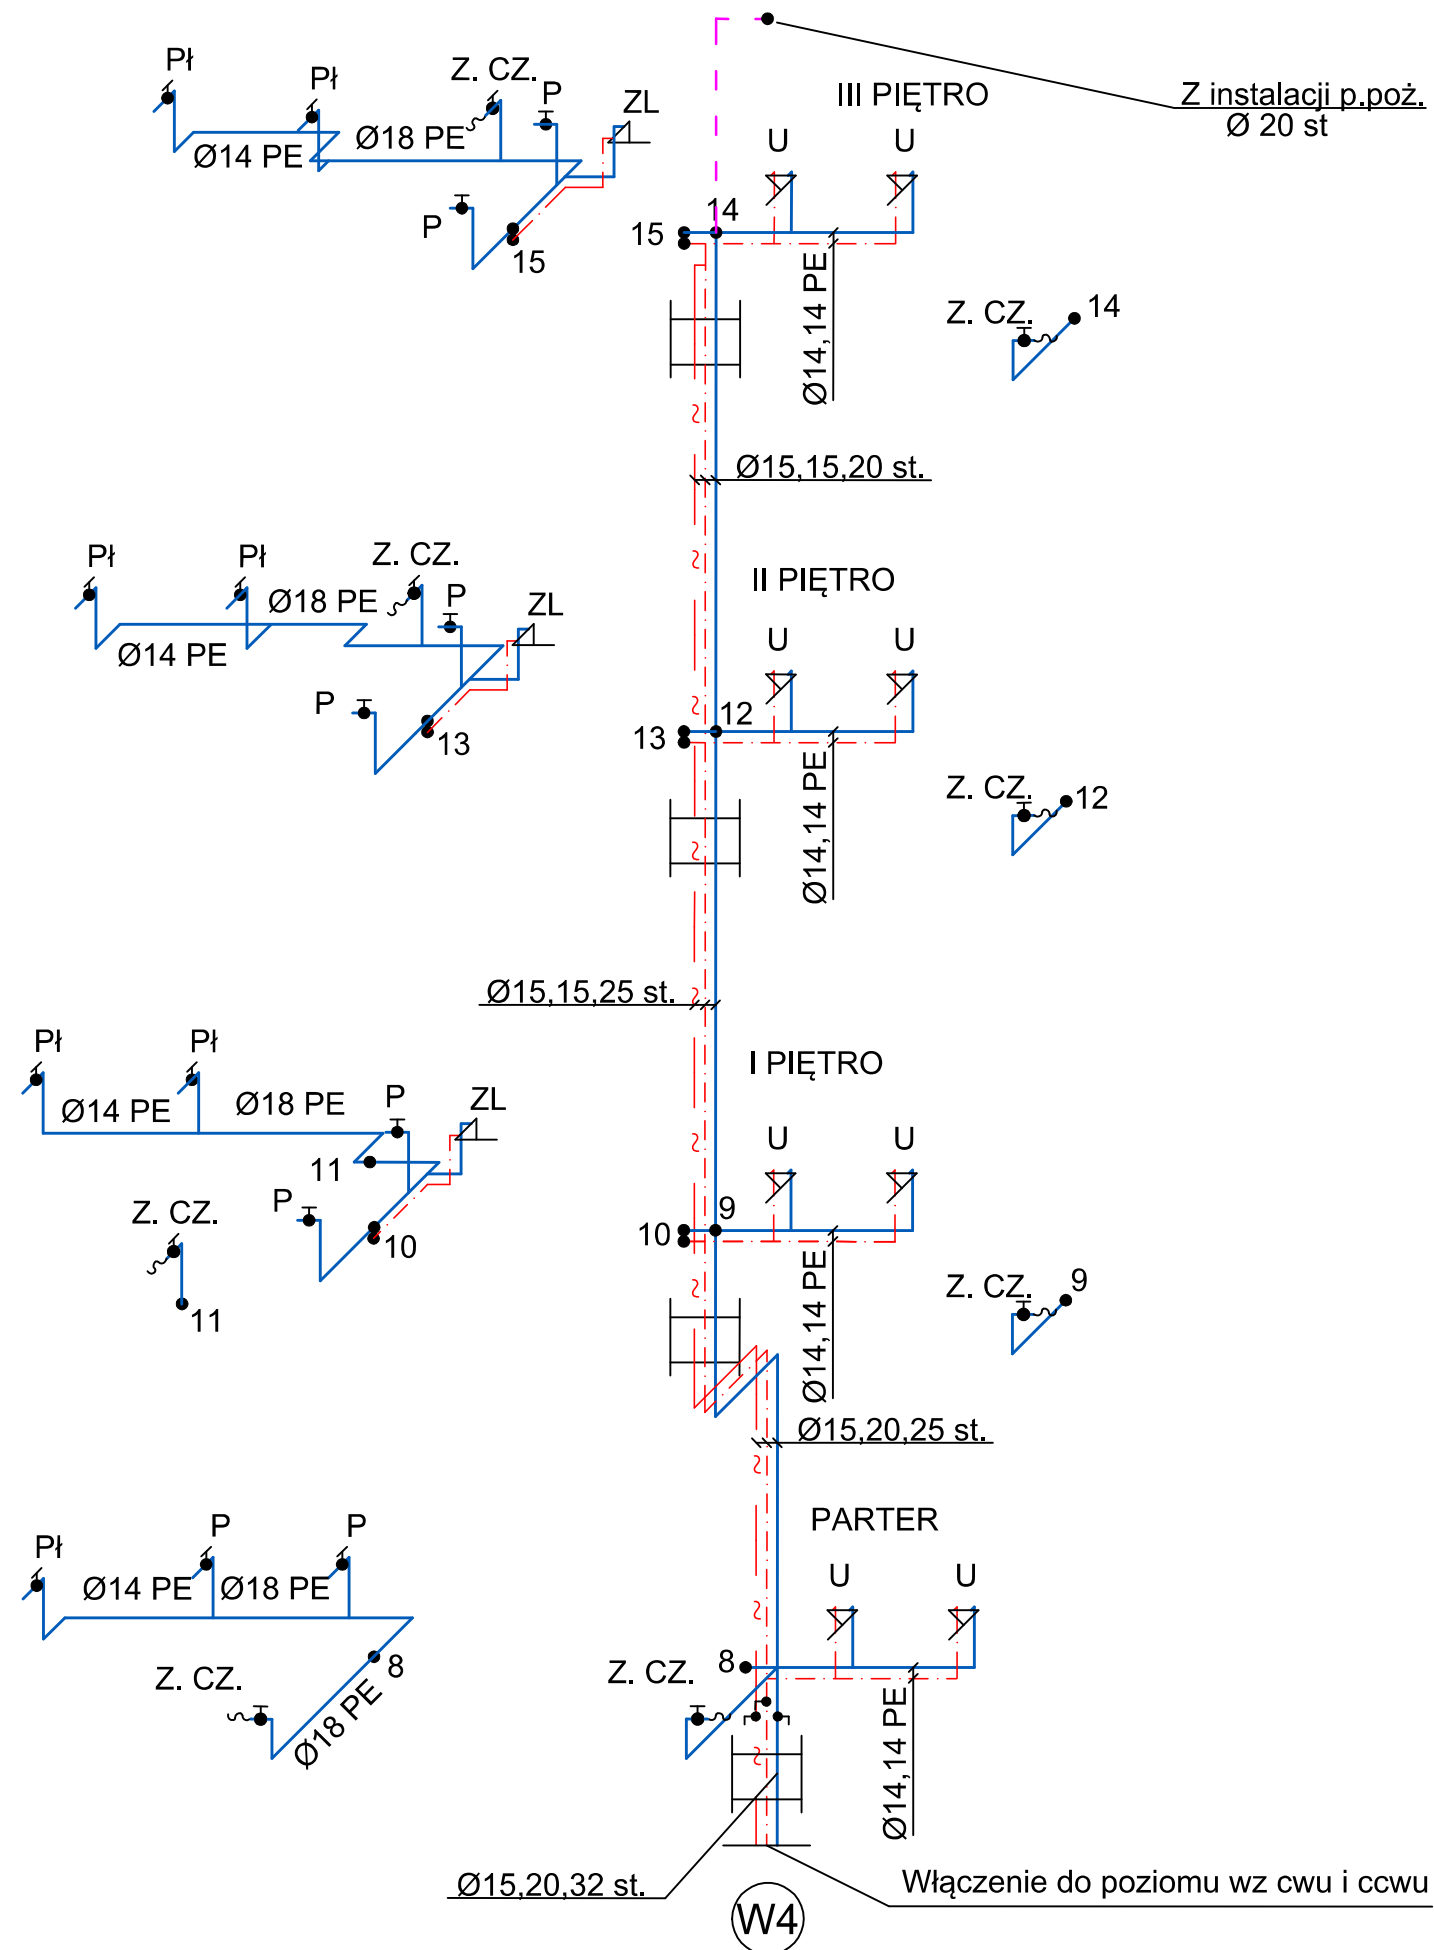 Pł
Pł
Z. CZ.
P
ZL
III PIĘTRO
Z instalacji p.poż.
Ø 20 st
Ø14 PE
Ø18 PE
U
U
P
15
15
14
Ø14,14 PE
Z. CZ.
14
Ø15,15,20 st.
Pł
Pł
Z. CZ.
P
ZL
II PIĘTRO
Ø18 PE
Ø14 PE
U
U
P
13
13
12
Ø14,14 PE
Z. CZ.
12
Ø15,15,25 st.
Pł
Pł
P
ZL
I PIĘTRO
Ø14 PE
Ø18 PE
U
U
11
P
Z. CZ.
10
11
10
9
Ø14,14 PE
Z. CZ.
9
Ø15,20,25 st.
PARTER
Pł
P
P
Ø14 PE
Ø18 PE
U
U
8
Z. CZ.
Ø18 PE
Z. CZ.
8
Ø14,14 PE
Ø15,20,32 st.
Włączenie do poziomu wz cwu i ccwu
W4